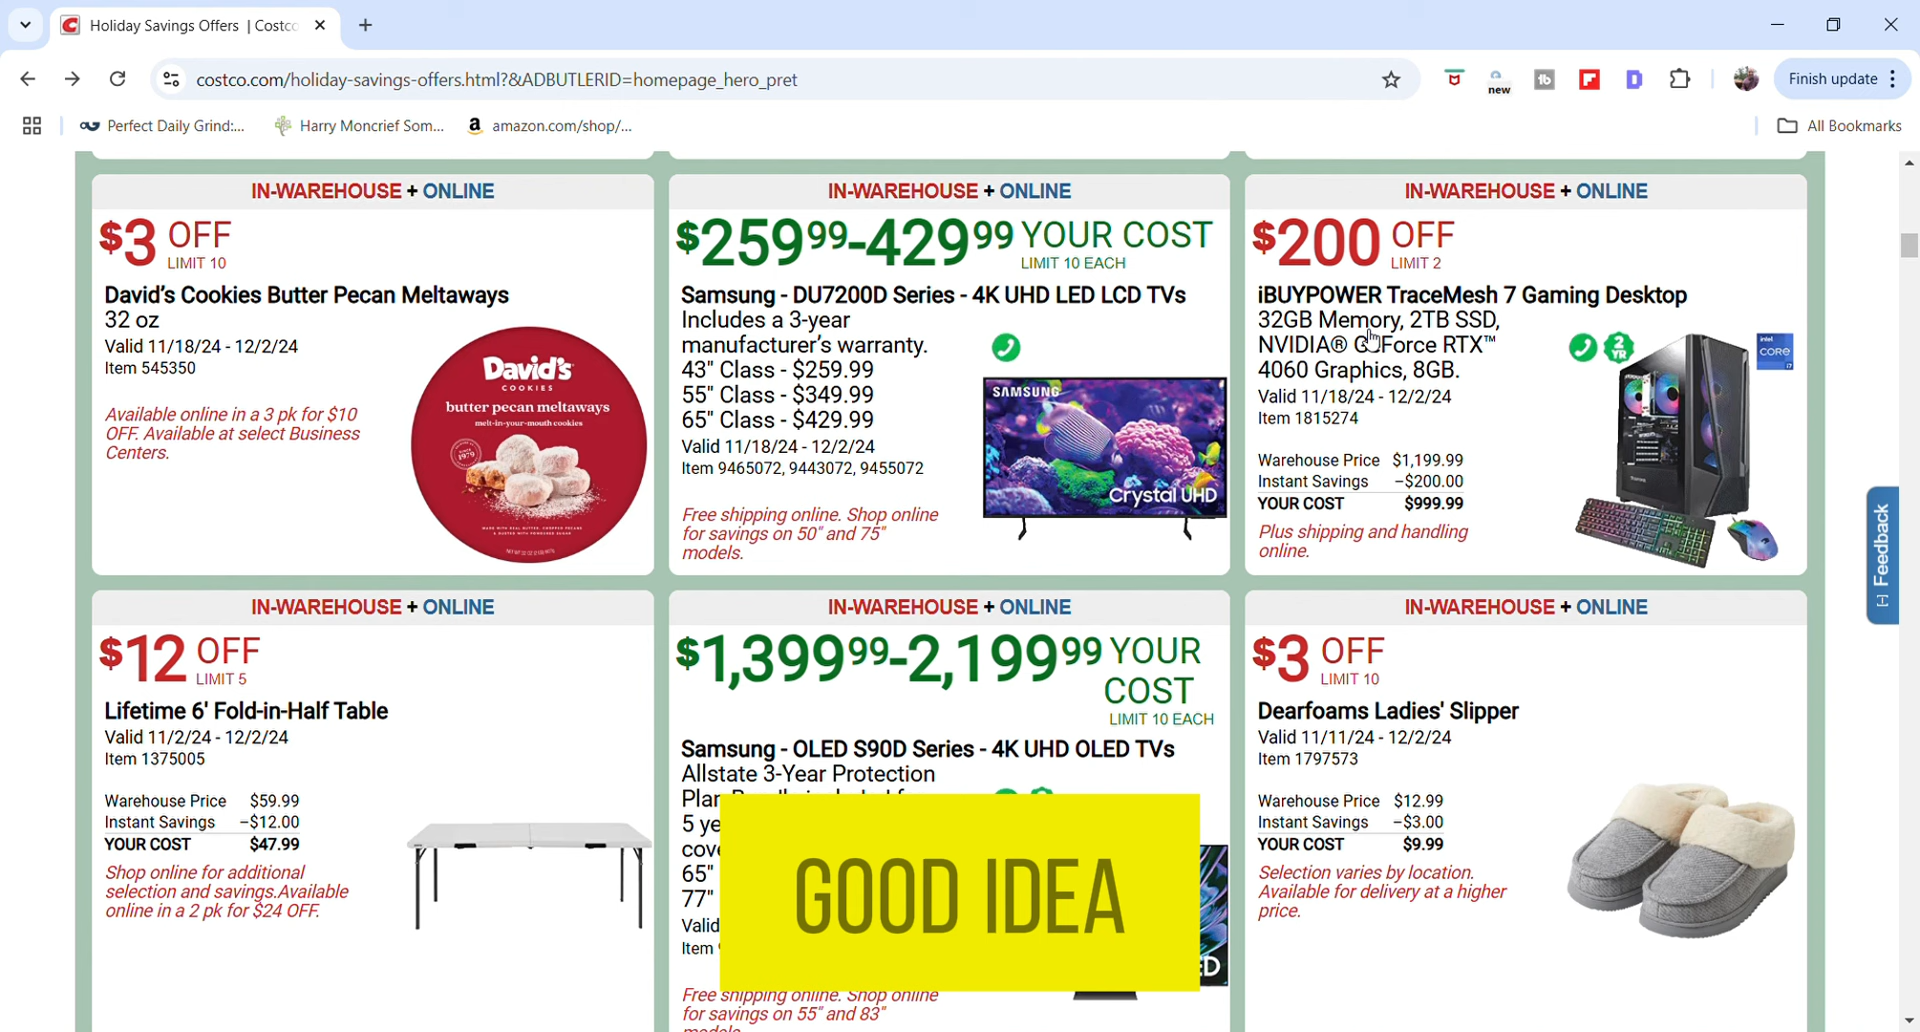 Holiday Savings Offers | Costco
costco.com/holiday-savings-offers.html?&ADBUTLERID=homepage_hero_pret
new
Finish update
Perfect Daily Grind:...
Harry Moncrief Som...
amazon.com/shop/...
All Bookmarks
IN-WAREHOUSE + ONLINE
$3 OFF
LIMIT 10
David's Cookies Butter Pecan Meltaways
32 oz
Valid 11/18/24 - 12/2/24
Item 545350
Available online in a 3 pk for $10
OFF. Available at select Business
Centers.
David's
COOKIES
butter pecan meltaways
melt-in-your-mouth cookies
IN-WAREHOUSE + ONLINE
$259.99-429.99 YOUR COST
LIMIT 10 EACH
Samsung - DU7200D Series - 4K UHD LED LCD TVs
Includes a 3-year
manufacturer's warranty.
43" Class - $259.99
55" Class - $349.99
65" Class - $429.99
Valid 11/18/24 - 12/2/24
Item 9465072, 9443072, 9455072
Free shipping online. Shop online
for savings on 50" and 75"
models.
SAMSUNG
Crystal UHD
IN-WAREHOUSE + ONLINE
$200 OFF
LIMIT 2
iBUYPOWER TraceMesh 7 Gaming Desktop
32GB Memory, 2TB SSD,
NVIDIA® GeForce RTX™
4060 Graphics, 8GB.
Valid 11/18/24 - 12/2/24
Item 1815274
Warehouse Price $1,199.99
Instant Savings -$200.00
YOUR COST $999.99
Plus shipping and handling
online.
2
YR
intel
CORE
i7
[-] Feedback
IN-WAREHOUSE + ONLINE
$12 OFF
LIMIT 5
Lifetime 6' Fold-in-Half Table
Valid 11/2/24 - 12/2/24
Item 1375005
Warehouse Price $59.99
Instant Savings -$12.00
YOUR COST $47.99
Shop online for additional
selection and savings.Available
online in a 2 pk for $24 OFF.
IN-WAREHOUSE + ONLINE
$1,399.99-2,199.99 YOUR
COST
LIMIT 10 EACH
Samsung - OLED S90D Series - 4K UHD OLED TVs
Allstate 3-Year Protection
5 ye
65"
77"
Valid
Item
Free shipping online. Shop online
for savings on 55" and 83"
models.
GOOD IDEA
IN-WAREHOUSE + ONLINE
$3 OFF
LIMIT 10
Dearfoams Ladies' Slipper
Valid 11/11/24 - 12/2/24
Item 1797573
Warehouse Price $12.99
Instant Savings -$3.00
YOUR COST $9.99
Selection varies by location.
Available for delivery at a higher
price.